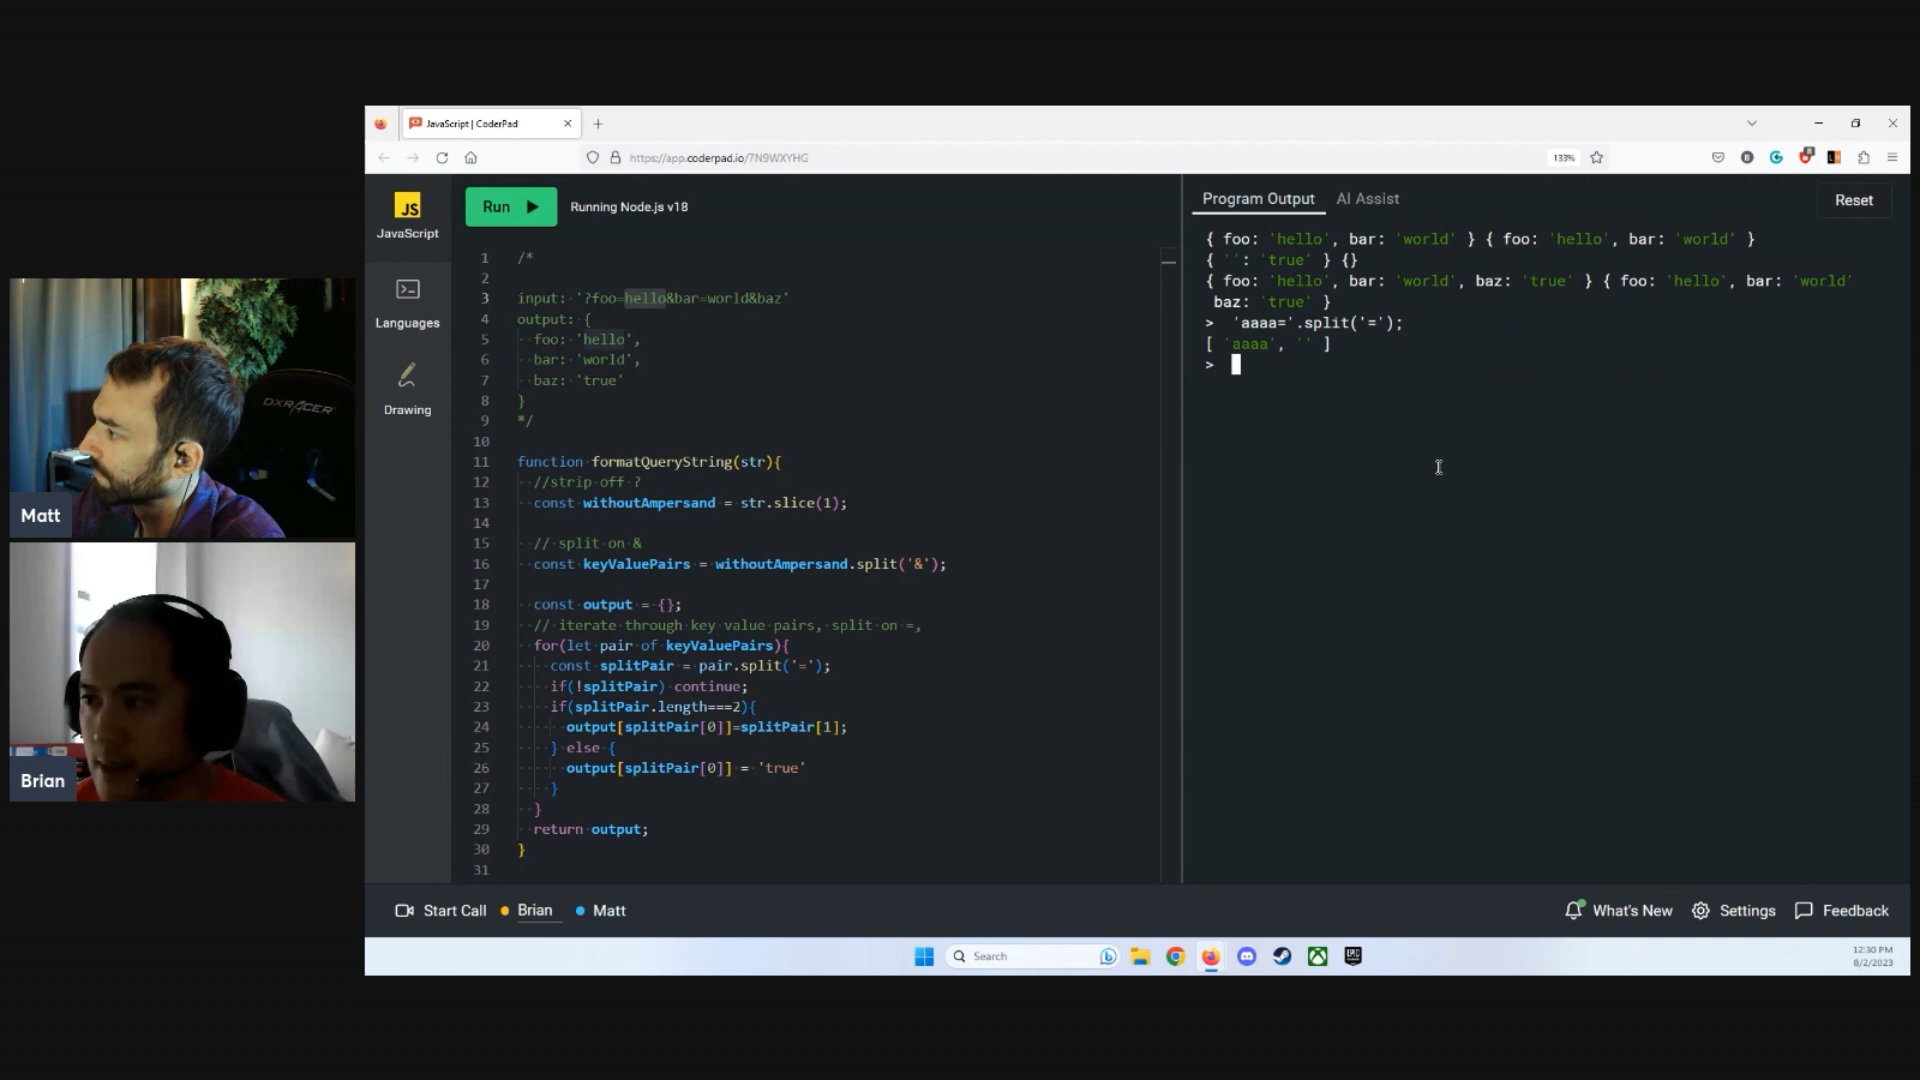 JavaScript | CoderPad
https://app.coderpad.io/7N9WXYHG
133%
JS
JavaScript
Languages
Drawing
Run
Running Node.js v18
1 /*
2
3 input: '?foo=hello&bar=world&baz'
4 output: {
5 foo: 'hello',
6 bar: 'world',
7 baz: 'true'
8 }
9 */
10
11 function formatQueryString(str){
12 //strip off ?
13 const withoutAmpersand = str.slice(1);
14
15 // split on &
16 const keyValuePairs = withoutAmpersand.split('&');
17
18 const output = {};
19 // iterate through key value pairs, split on =,
20 for(let pair of keyValuePairs){
21 const splitPair = pair.split('=');
22 if(!splitPair) continue;
23 if(splitPair.length===2){
24 output[splitPair[0]]=splitPair[1];
25 } else {
26 output[splitPair[0]] = 'true'
27 }
28 }
29 return output;
30 }
31
Program Output
AI Assist
Reset
{ foo: 'hello', bar: 'world' } { foo: 'hello', bar: 'world' }
{ '': 'true' } {}
{ foo: 'hello', bar: 'world', baz: 'true' } { foo: 'hello', bar: 'world'
baz: 'true' }
> 'aaaa='.split('=');
[ 'aaaa', '' ]
>
DXRACER
Matt
Brian
Start Call
Brian
Matt
What's New
Settings
Feedback
Search
EPIC
12:30 PM
8/2/2023